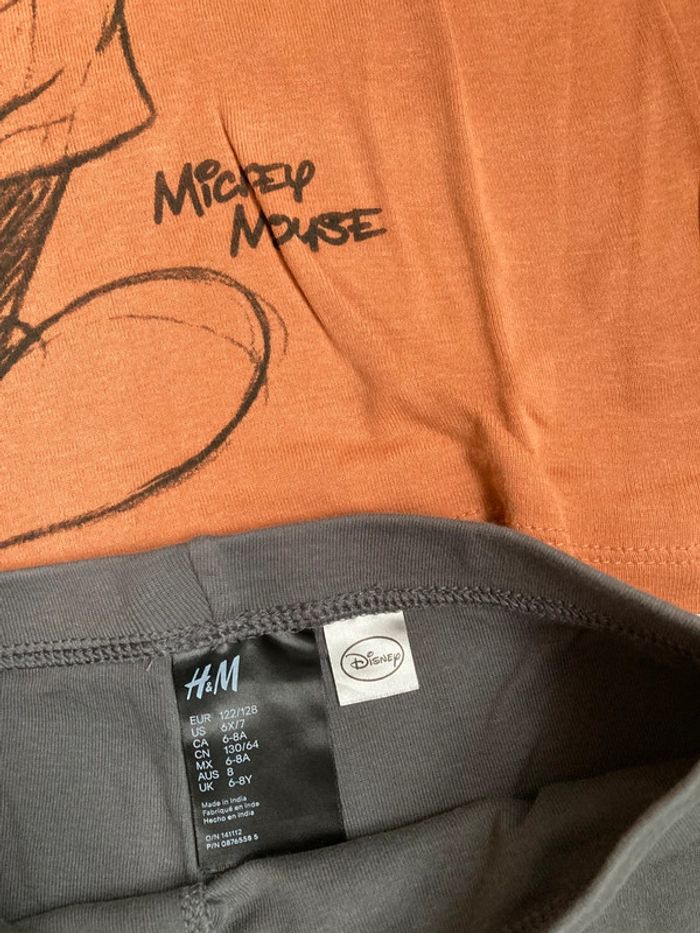 Mickey
Mouse
H&M
Disney
EUR 122/128
US 6X/7
CA 6-8A
CN 130/64
MX 6-8A
AUS 8
UK 6-8Y
Made in India
Fabriqué en Inde
Hecho en India
O/N 141112
P/N 0876558 5